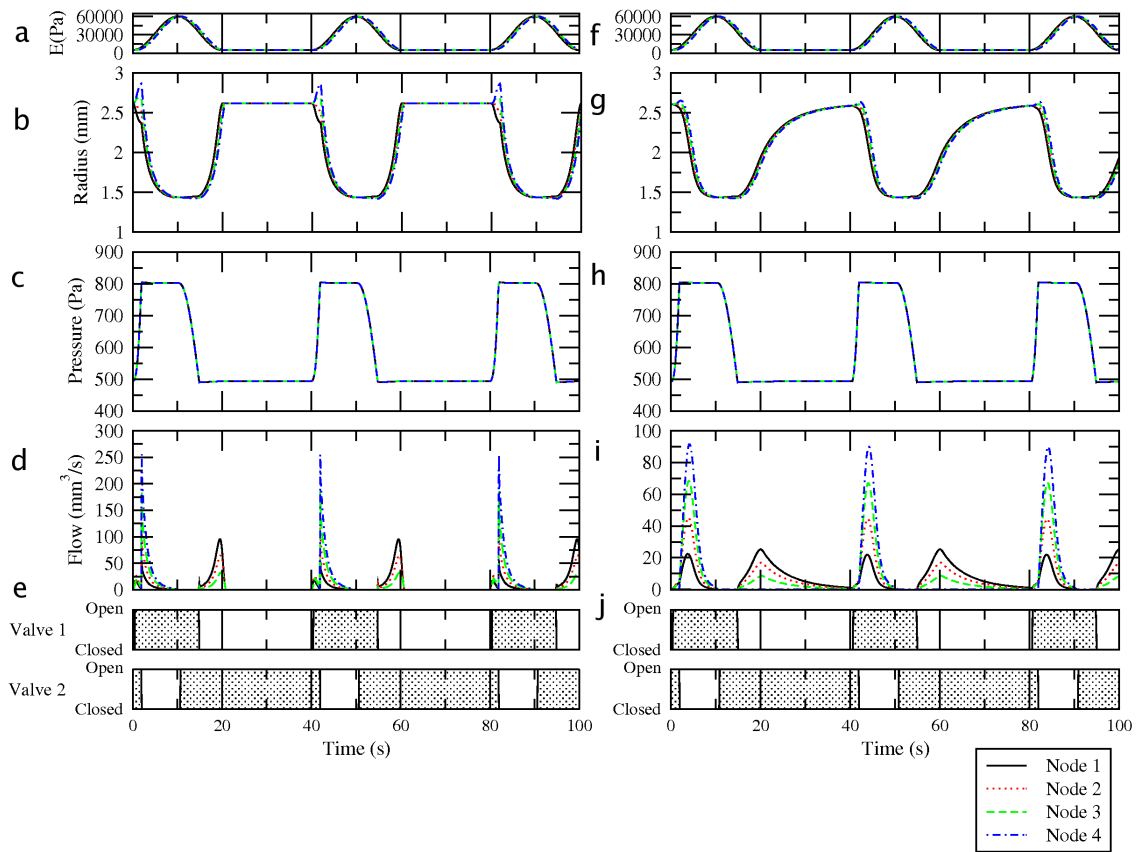 a
E(Pa)
60000
30000
0
b
Radius (mm)
3
2.5
2
1.5
1
c
Pressure (Pa)
900
800
700
600
500
400
d
Flow (mm³/s)
300
250
200
150
100
50
0
e
Valve 1
Open
Closed
Valve 2
Open
Closed
0 20 40 60 80 100
Time (s)
f
60000
30000
0
g
3
2.5
2
1.5
1
h
900
800
700
600
500
400
i
100
80
60
40
20
0
j
Open
Closed
Open
Closed
0 20 40 60 80 100
Time (s)
Node 1
Node 2
Node 3
Node 4